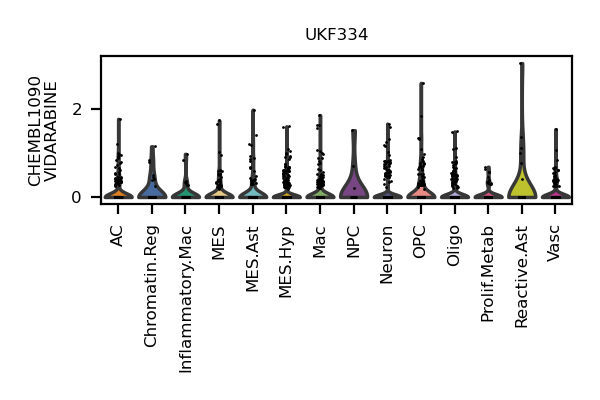 UKF334
CHEMBL1090
VIDARABINE
2
0
AC
Chromatin.Reg
Inflammatory.Mac
MES
MES.Ast
MES.Hyp
Mac
NPC
Neuron
OPC
Oligo
Prolif.Metab
Reactive.Ast
Vasc